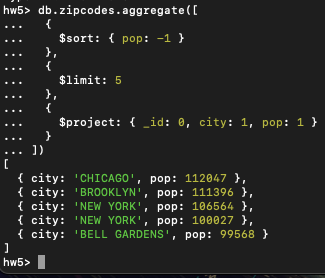 hw5> db.zipcodes.aggregate([
...   {
...     $sort: { pop: -1 }
...   },
...   {
...     $limit: 5
...   },
...   {
...     $project: { _id: 0, city: 1, pop: 1 }
...   }
... ])
[
  { city: 'CHICAGO', pop: 112047 },
  { city: 'BROOKLYN', pop: 111396 },
  { city: 'NEW YORK', pop: 106564 },
  { city: 'NEW YORK', pop: 100027 },
  { city: 'BELL GARDENS', pop: 99568 }
]
hw5>